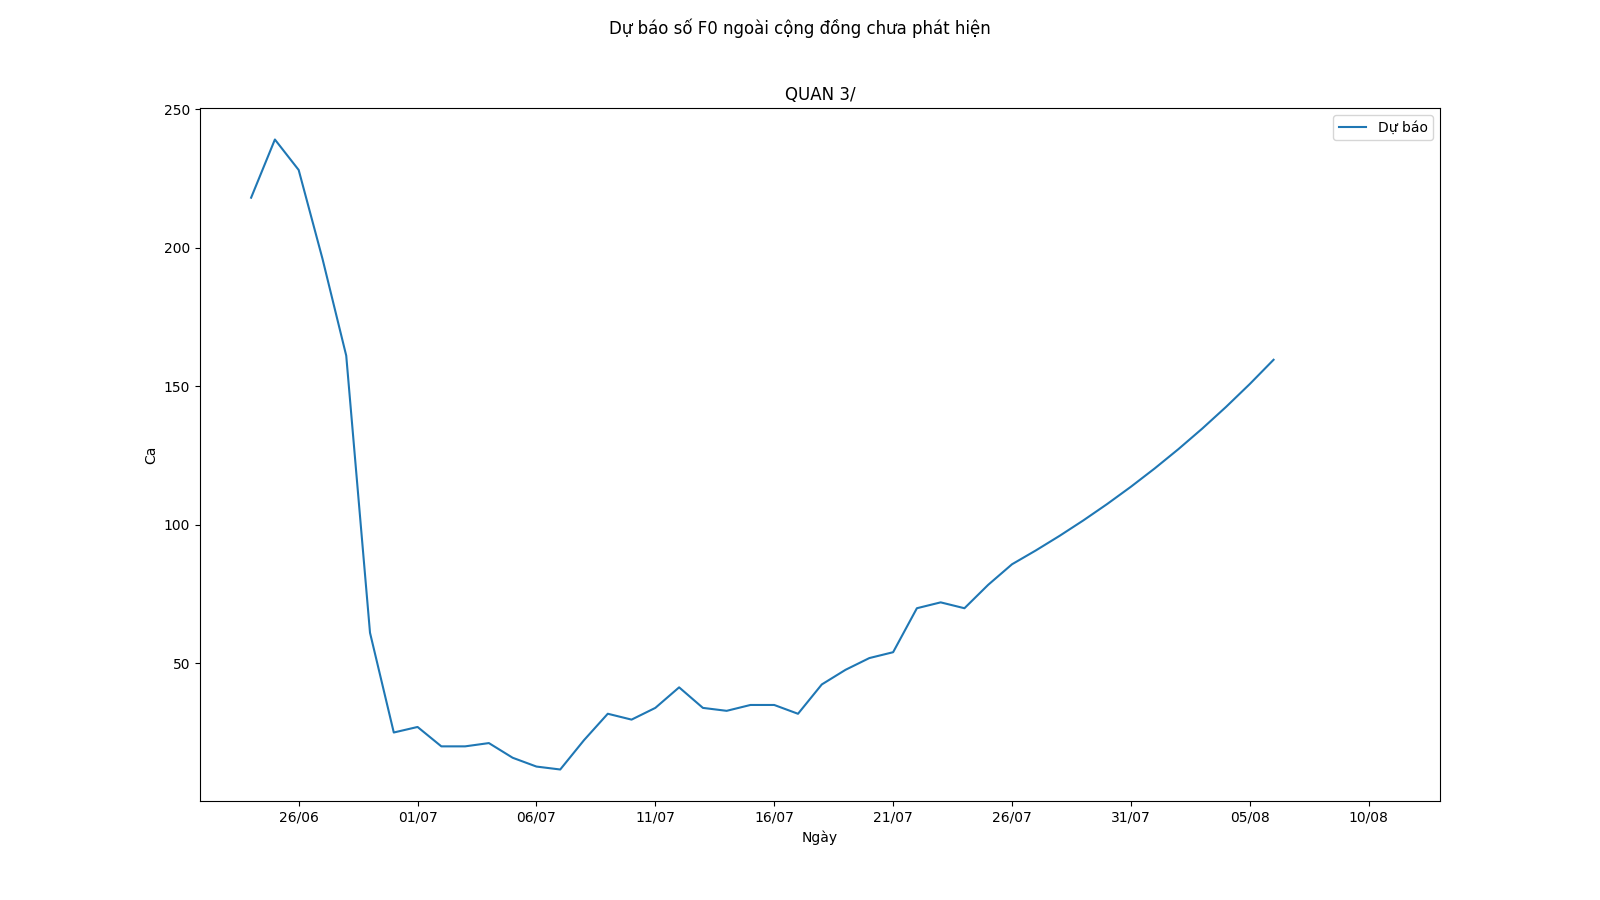 Dự báo số F0 ngoài cộng đồng chưa phát hiện
QUAN 3/
250
200
150
100
50
Ca
Dự báo
26/06 01/07 06/07 11/07 16/07 21/07 26/07 31/07 05/08 10/08
Ngày